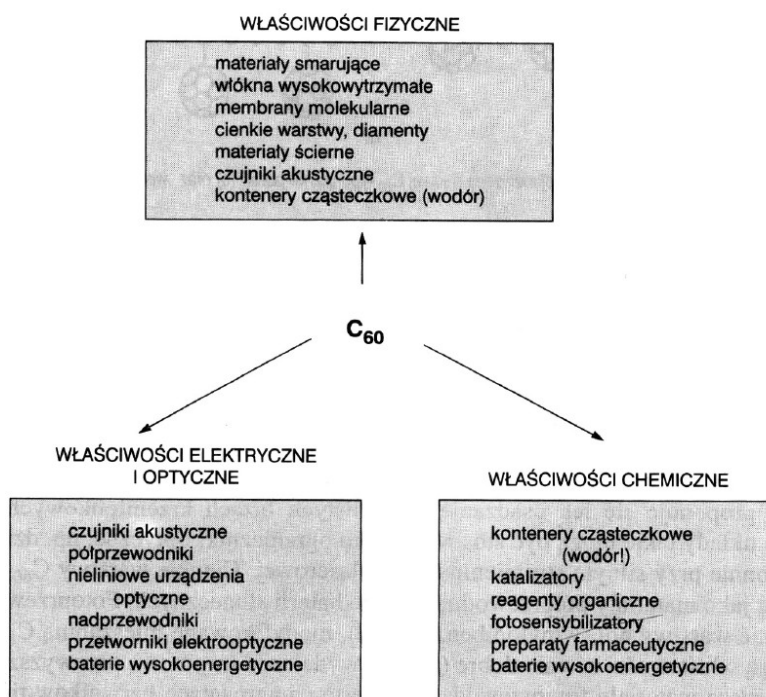 WŁAŚCIWOŚCI FIZYCZNE
materiały smarujące
włókna wysokowytrzymałe
membrany molekularne
cienkie warstwy, diamenty
materiały ścierne
czujniki akustyczne
kontenery cząsteczkowe (wodór)
C₆₀
WŁAŚCIWOŚCI ELEKTRYCZNE
I OPTYCZNE
czujniki akustyczne
półprzewodniki
nieliniowe urządzenia
optyczne
nadprzewodniki
przetworniki elektrooptyczne
baterie wysokoenergetyczne
WŁAŚCIWOŚCI CHEMICZNE
kontenery cząsteczkowe
(wodór!)
katalizatory
reagenty organiczne
fotosensybilizatory
preparaty farmaceutyczne
baterie wysokoenergetyczne